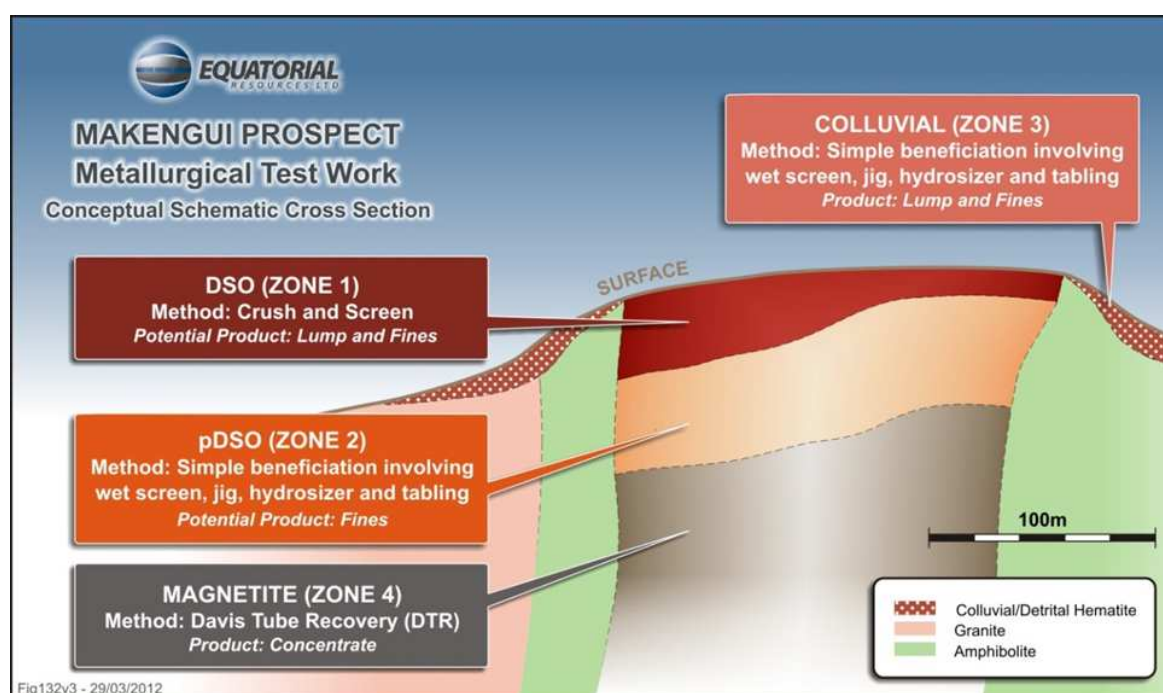 EQUATORIAL
RESOURCES LTD
MAKENGUI PROSPECT
Metallurgical Test Work
Conceptual Schematic Cross Section
COLLUVIAL (ZONE 3)
Method: Simple beneficiation involving
wet screen, jig, hydrosizer and tabling
Product: Lump and Fines
SURFACE
DSO (ZONE 1)
Method: Crush and Screen
Potential Product: Lump and Fines
pDSO (ZONE 2)
Method: Simple beneficiation involving
wet screen, jig, hydrosizer and tabling
Potential Product: Fines
MAGNETITE (ZONE 4)
Method: Davis Tube Recovery (DTR)
Product: Concentrate
100m
Colluvial/Detrital Hematite
Granite
Amphibolite
Fig132v3 - 29/03/2012